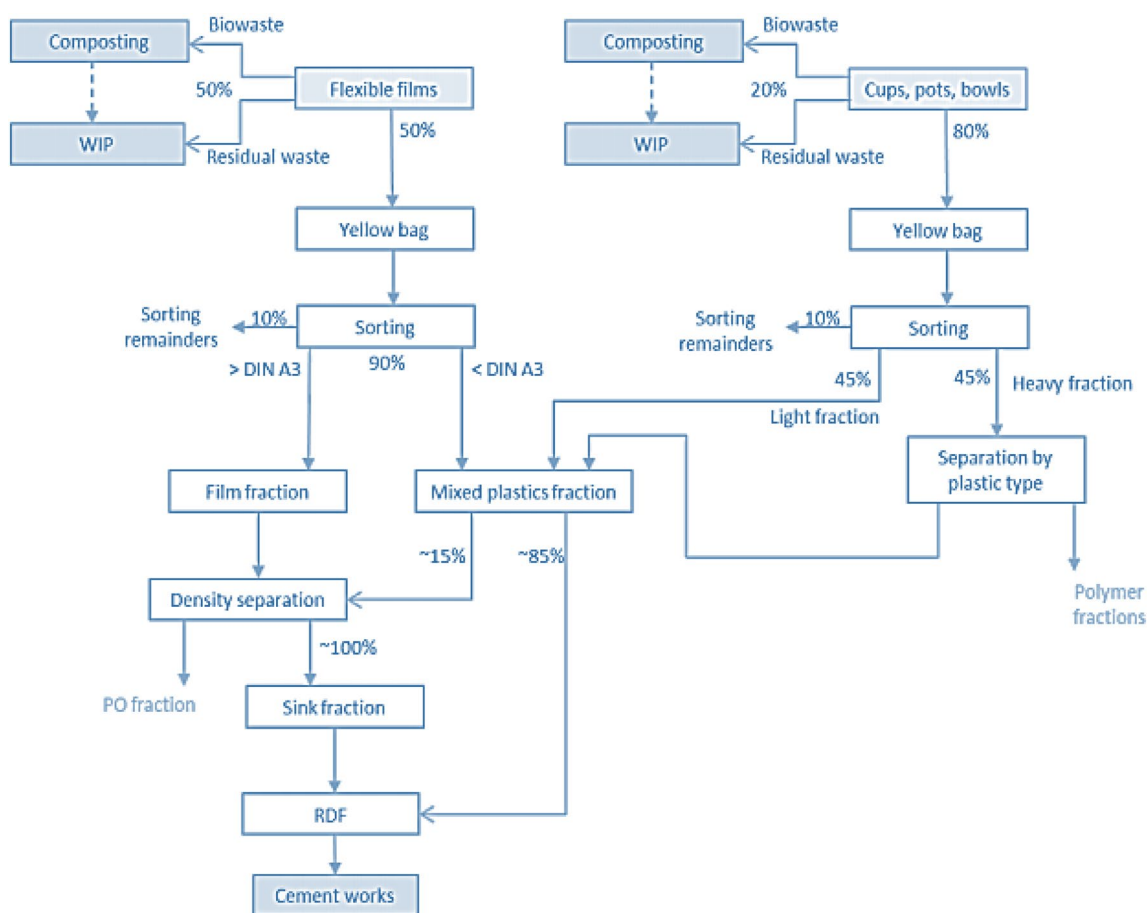 Biowaste
Composting
50%
Flexible films
WIP
Residual waste
50%
Yellow bag
Sorting
remainders
10%
Sorting
90%
> DIN A3
< DIN A3
Film fraction
Mixed plastics fraction
~15%
~85%
Density separation
~100%
PO fraction
Sink fraction
RDF
Cement works
Biowaste
Composting
20%
Cups, pots, bowls
WIP
Residual waste
80%
Yellow bag
Sorting
remainders
10%
Sorting
45%
45%
Heavy fraction
Light fraction
Separation by
plastic type
Polymer
fractions